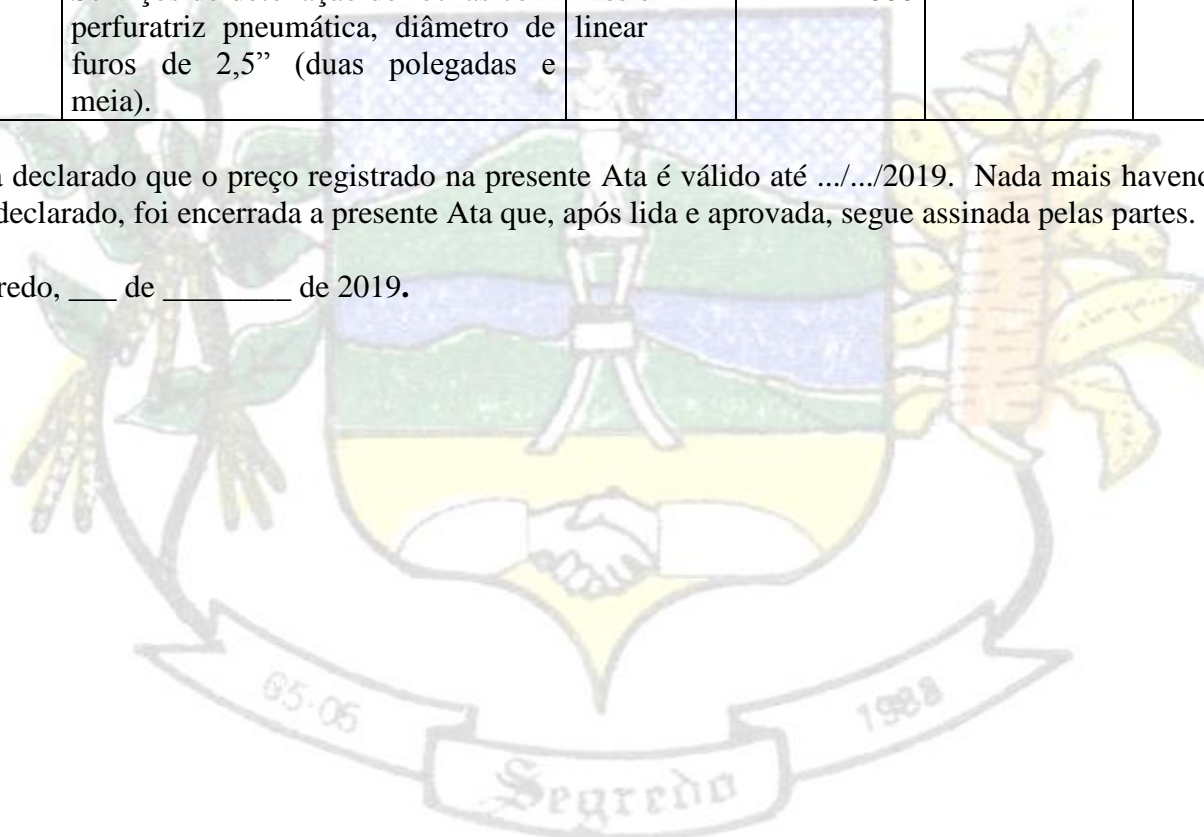 perfuratriz pneumática, diâmetro de linear
furos de 2,5” (duas polegadas e
meia).
declarado que o preço registrado na presente Ata é válido até .../.../2019. Nada mais havend
declarado, foi encerrada a presente Ata que, após lida e aprovada, segue assinada pelas partes.
redo, ___ de ________ de 2019.
05-05
1988
Segredo